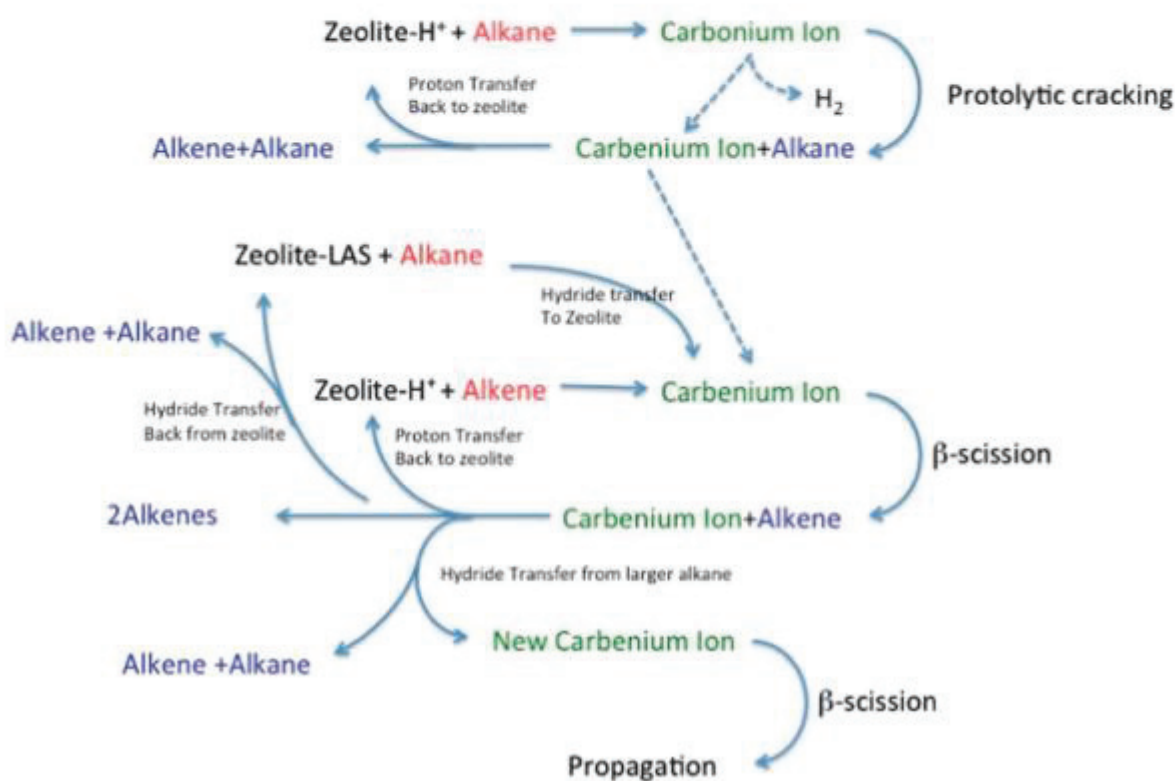 Zeolite-H⁺ + Alkane
Carbonium Ion
Proton Transfer
Back to zeolite
H₂
Protolytic cracking
Alkene+Alkane
Carbenium Ion+Alkane
Zeolite-LAS + Alkane
Hydride transfer
To Zeolite
Alkene +Alkane
Zeolite-H⁺ + Alkene
Carbenium Ion
Hydride Transfer
Back from zeolite
Proton Transfer
Back to zeolite
β-scission
2Alkenes
Carbenium Ion+Alkene
Hydride Transfer from larger alkane
New Carbenium Ion
Alkene +Alkane
β-scission
Propagation